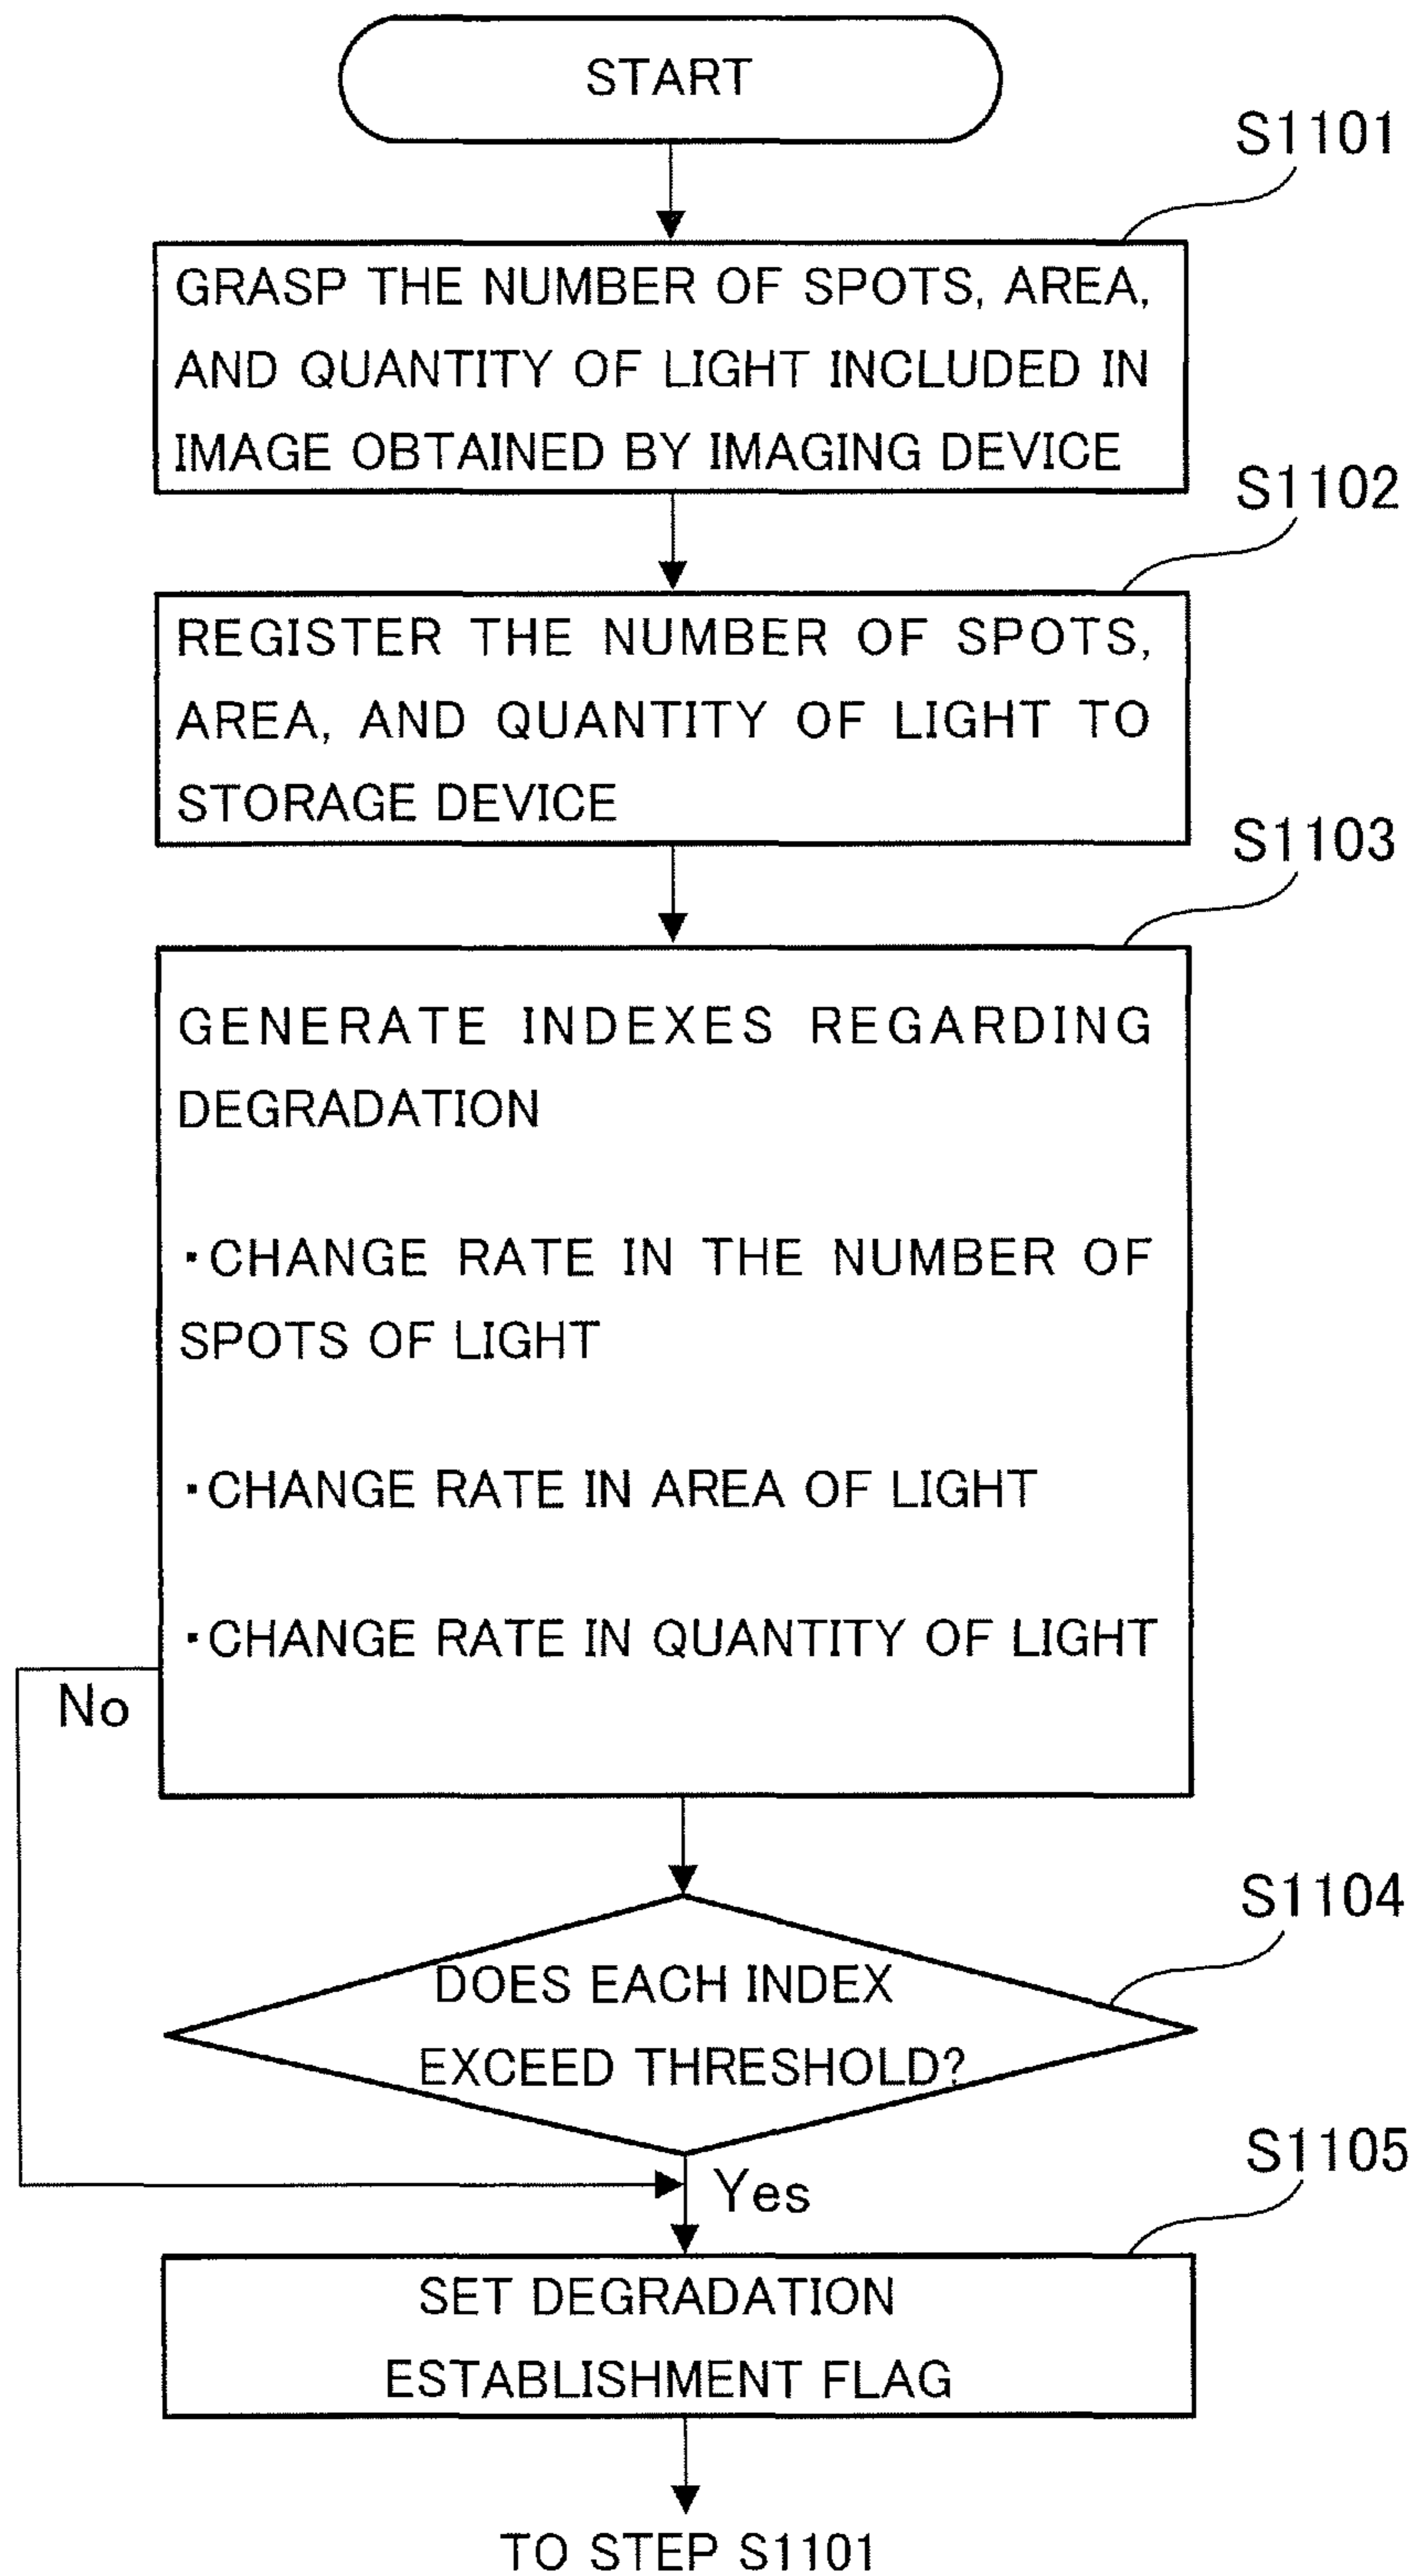 START
S1101
GRASP THE NUMBER OF SPOTS, AREA,
AND QUANTITY OF LIGHT INCLUDED IN
IMAGE OBTAINED BY IMAGING DEVICE
S1102
REGISTER THE NUMBER OF SPOTS,
AREA, AND QUANTITY OF LIGHT TO
STORAGE DEVICE
S1103
GENERATE INDEXES REGARDING
DEGRADATION
・CHANGE RATE IN THE NUMBER OF
SPOTS OF LIGHT
・CHANGE RATE IN AREA OF LIGHT
・CHANGE RATE IN QUANTITY OF LIGHT
No
S1104
DOES EACH INDEX
EXCEED THRESHOLD?
S1105
Yes
SET DEGRADATION
ESTABLISHMENT FLAG
TO STEP S1101